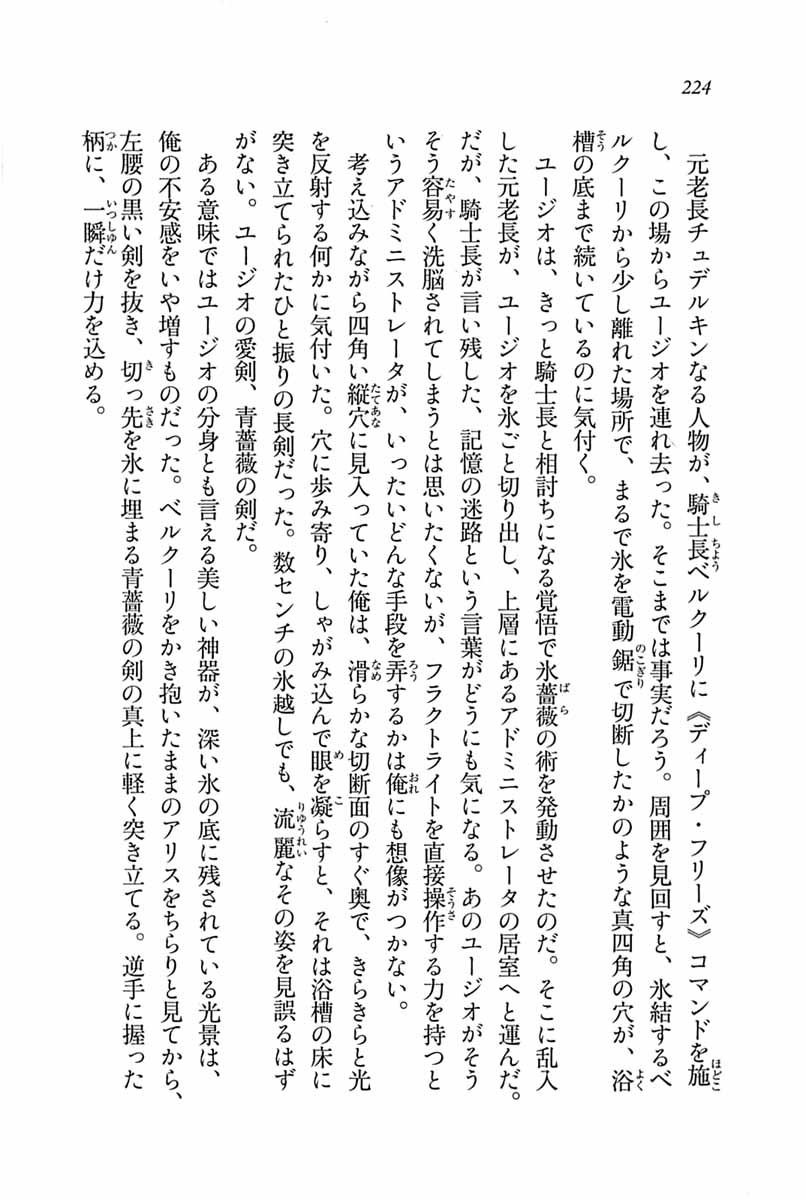 224
元老長チュデルキンなる人物が、騎士長ベルクーリに《ディープ・フリーズ》コマンドを施
し、この場からユージオを連れ去った。そこまでは事実だろう。周囲を見回すと、氷結するべ
ルクーリから少し離れた場所で、まるで氷を電動鋸で切断したかのような真四角の穴が、浴
槽の底まで続いているのに気付く。
ユージオは、きっと騎士長と相討ちになる覚悟で氷薔薇の術を発動させたのだ。そこに乱入
した元老長が、ユージオを氷ごと切り出し、上層にあるアドミニストレータの居室へと運んだ。
だが、騎士長が言い残した、記憶の迷路という言葉がどうにも気になる。あのユージオがそう
そう容易く洗脳されてしまうとは思いたくないが、フラクトライトを直接操作する力を持つと
いうアドミニストレータが、いったいどんな手段を弄するかは俺にも想像がつかない。
考え込みながら四角い縦穴に見入っていた俺は、滑らかな切断面のすぐ奥で、きらきらと光
を反射する何かに気付いた。穴に歩み寄り、しゃがみ込んで眼を凝らすと、それは浴槽の床に
突き立てられたひと振りの長剣だった。数センチの氷越しでも、流麗なその姿を見誤るはず
がない。ユージオの愛剣、青薔薇の剣だ。
ある意味ではユージオの分身とも言える美しい神器が、深い氷の底に残されている光景は、
俺の不安感をいや増すものだった。ベルクーリをかき抱いたままのアリスをちらりと見てから、
左腰の黒い剣を抜き、切っ先を氷に埋まる青薔薇の剣の真上に軽く突き立てる。逆手に握った
柄に、一瞬だけ力を込める。